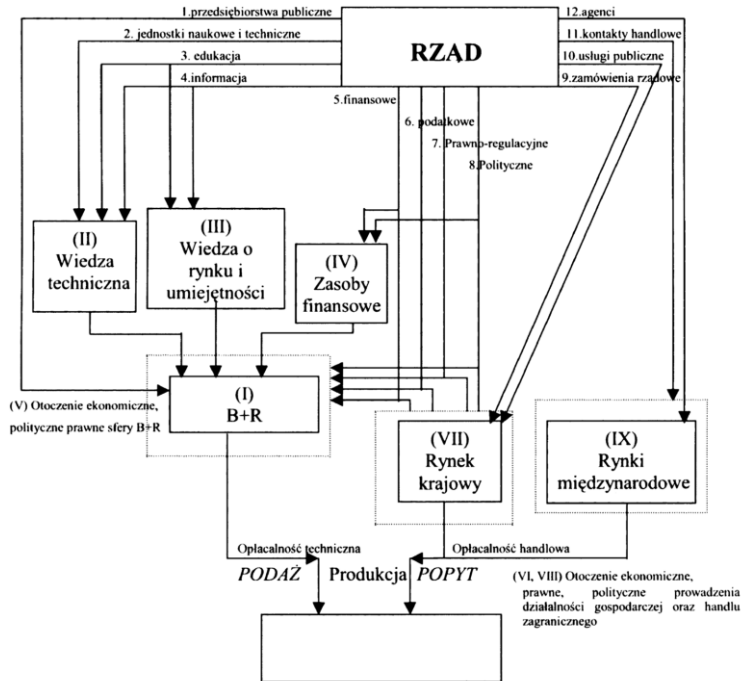 1.przedsiębiorstwa publiczne
2. jednostki naukowe i techniczne
3. edukacja
4.informacja
RZAD
12.agenci
11.kontakty handlowe
10.usługi publiczne
9.zamówienia rządowe
5.finansowe
6. podatkowe
7. Prawno-regulacyjne
8.Polityczne
(II)
Wiedza
techniczna
(III)
Wiedza o
rynku i
umiejętności
(IV)
Zasoby
finansowe
(V) Otoczenie ekonomiczne,
polityczne prawne sfery B+R
(I)
B+R
(VII)
Rynek
krajowy
(IX)
Rynki
międzynarodowe
Opłacalność techniczna
Opłacalność handlowa
PODAŻ Produkcja POPYT
(VI, VIII) Otoczenie ekonomiczne,
prawne, polityczne prowadzenia
działalności gospodarczej oraz handlu
zagranicznego